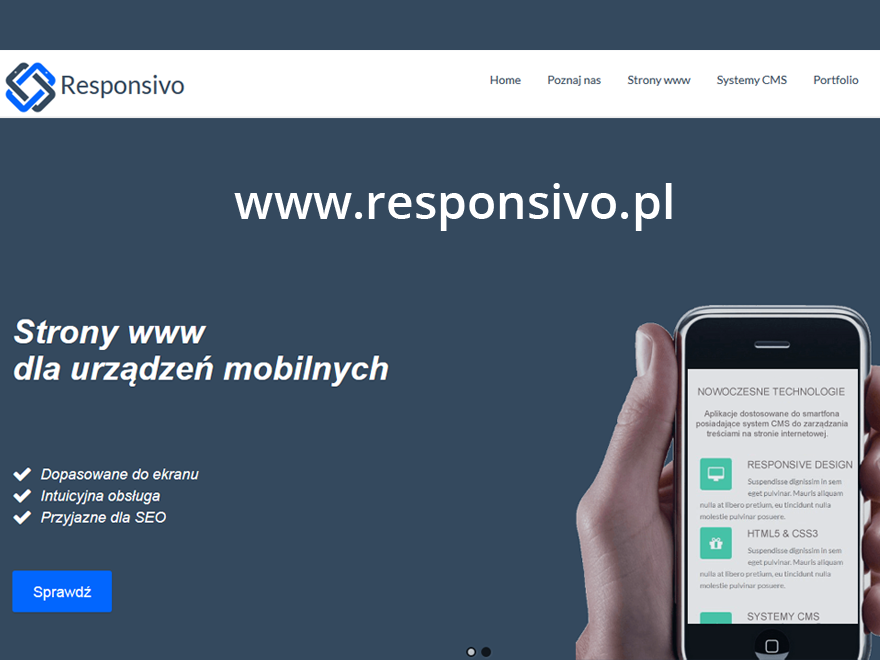 Responsivo
Home Poznaj nas Strony www Systemy CMS Portfolio
www.responsivo.pl
Strony www
dla urządzeń mobilnych
Dopasowane do ekranu
Intuicyjna obsługa
Przyjazne dla SEO
Sprawdź
NOWOCZESNE TECHNOLOGIE
Aplikacje dostosowane do smartfona
posiadające system CMS do zarządzania
treściami na stronie internetowej.
RESPONSIVE DESIGN
Suspendisse dignissim in sem
eget pulvinar. Mauris aliquam
nulla at libero pretium, eu tincidunt nulla
molestie pulvinar posuere.
HTML5 & CSS3
Suspendisse dignissim in sem
eget pulvinar. Mauris aliquam
nulla at libero pretium, eu tincidunt nulla
molestie pulvinar posuere.
SYSTEMY CMS